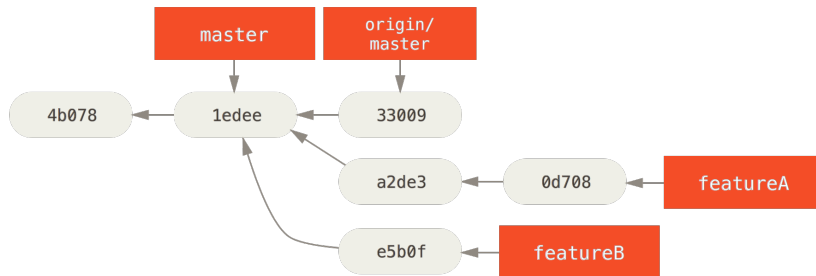 master
origin/
master
4b078
1edee
33009
a2de3
0d708
featureA
e5b0f
featureB